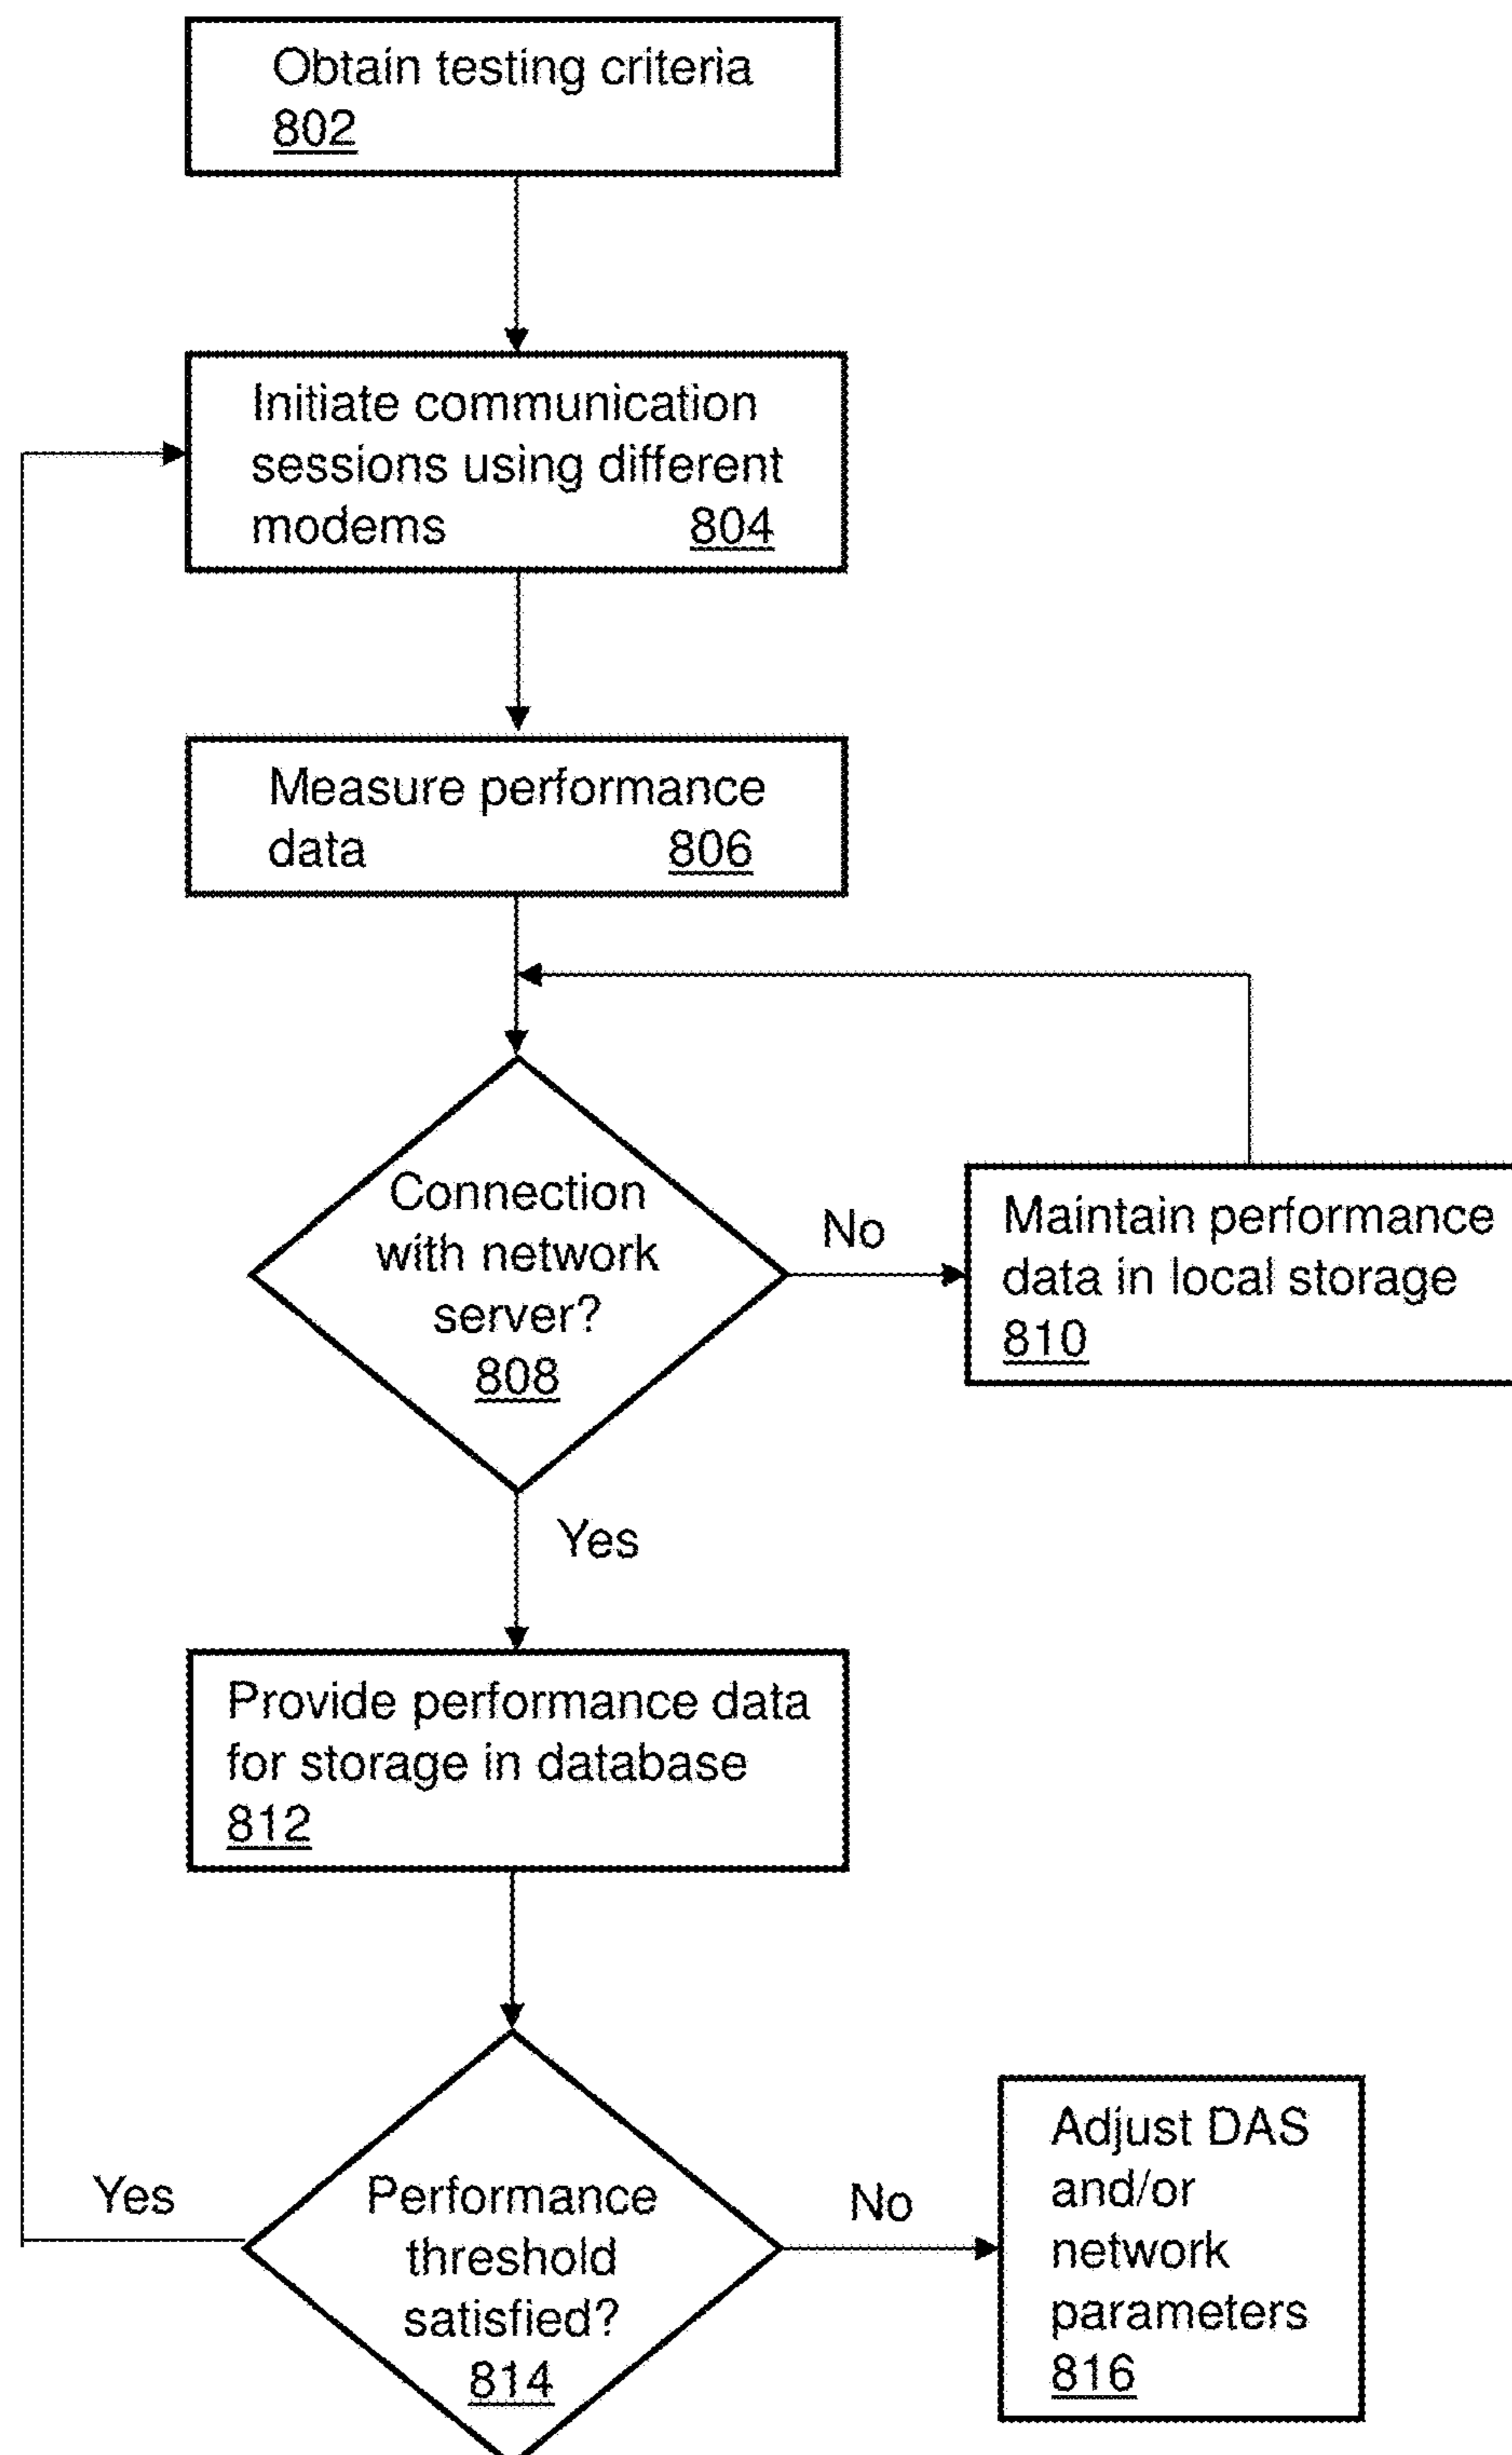 Obtain testing criteria
802
Initiate communication
sessions using different
modems 804
Measure performance
data 806
Connection
with network
server?
808
No
Maintain performance
data in local storage
810
Yes
Provide performance data
for storage in database
812
Yes
Performance
threshold
satisfied?
814
No
Adjust DAS
and/or
network
parameters
816